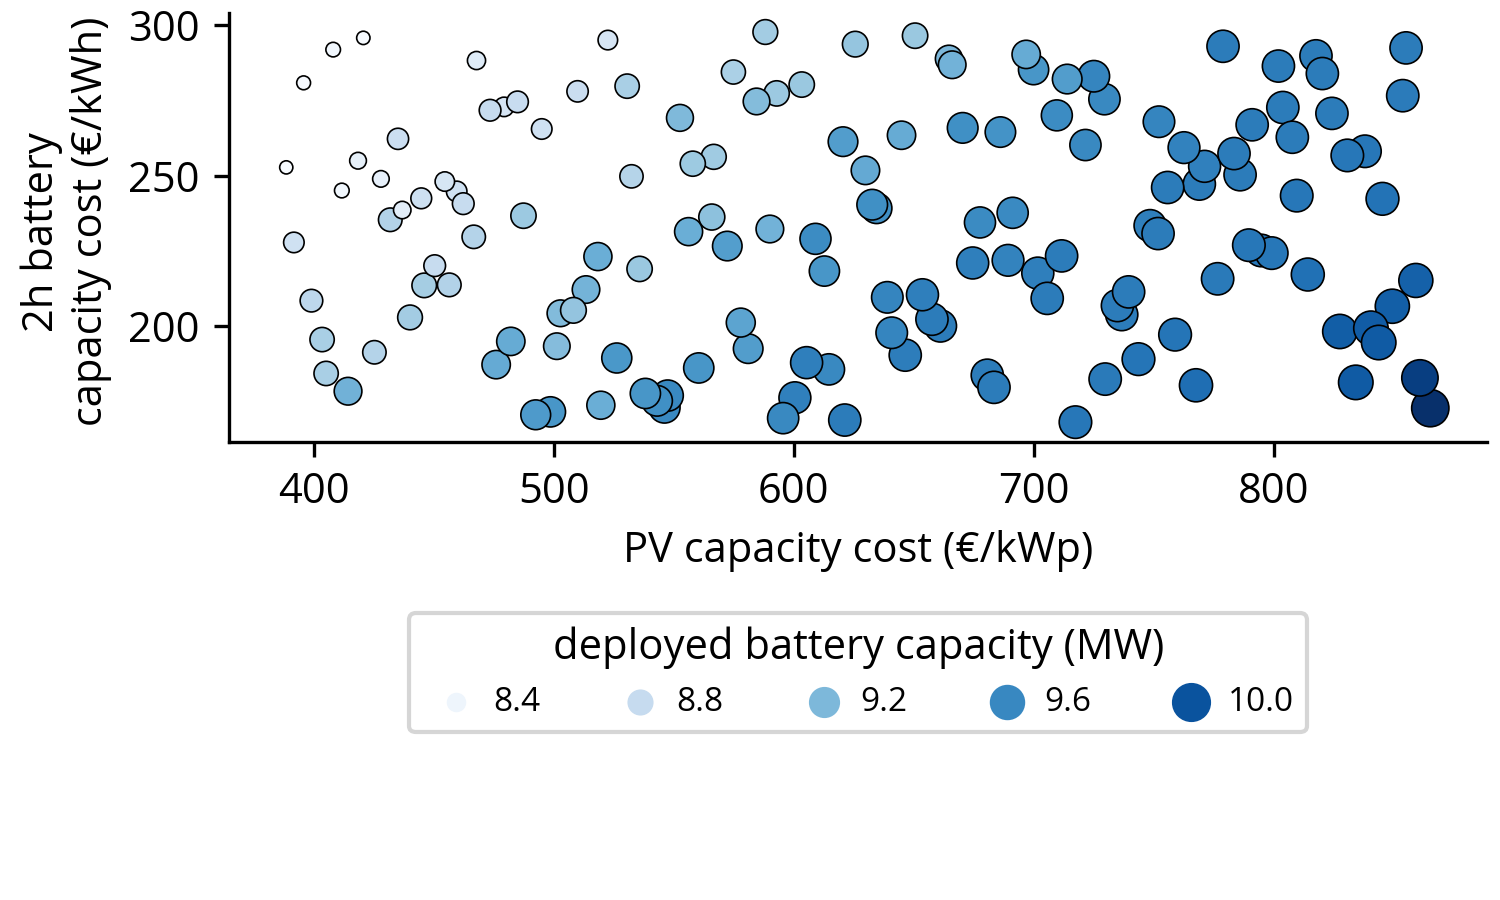 2h battery
capacity cost (€/kWh)
300
250
200
400 500 600 700 800
PV capacity cost (€/kWp)
deployed battery capacity (MW)
8.4 8.8 9.2 9.6 10.0